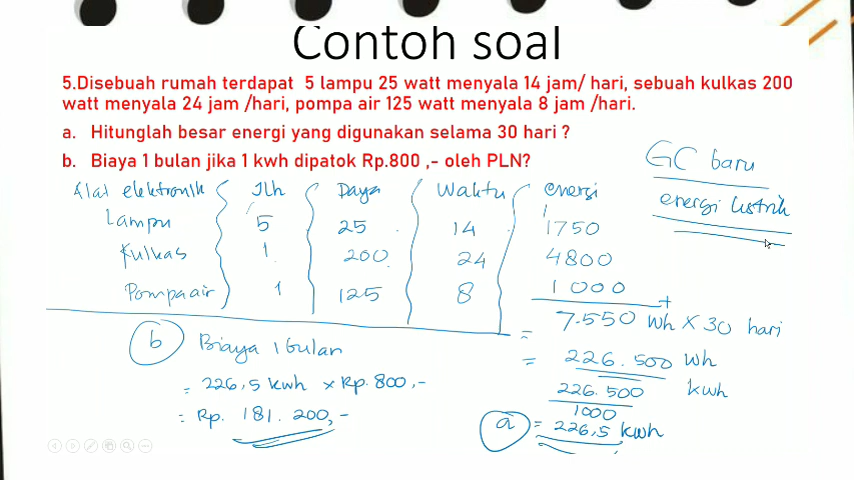 Contoh soal
5.Disebuah rumah terdapat 5 lampu 25 watt menyala 14 jam/ hari, sebuah kulkas 200
watt menyala 24 jam /hari, pompa air 125 watt menyala 8 jam /hari.
a. Hitunglah besar energi yang digunakan selama 30 hari ?
b. Biaya 1 bulan jika 1 kwh dipatok Rp.800 ,- oleh PLN?
GC baru
energi listrik
Alat elektronik Jlh Daya Waktu energi
Lampu 5 25 14 1750
Kulkas 1 200 24 4800
Pompa air 1 125 8 1000 +
= 7.550 Wh X 30 hari
b Biaya 1 bulan
= 226.500 Wh
= 226,5 kwh x Rp. 800,-
226.500 kwh
1000
= Rp. 181.200,-
a = 226,5 kwh